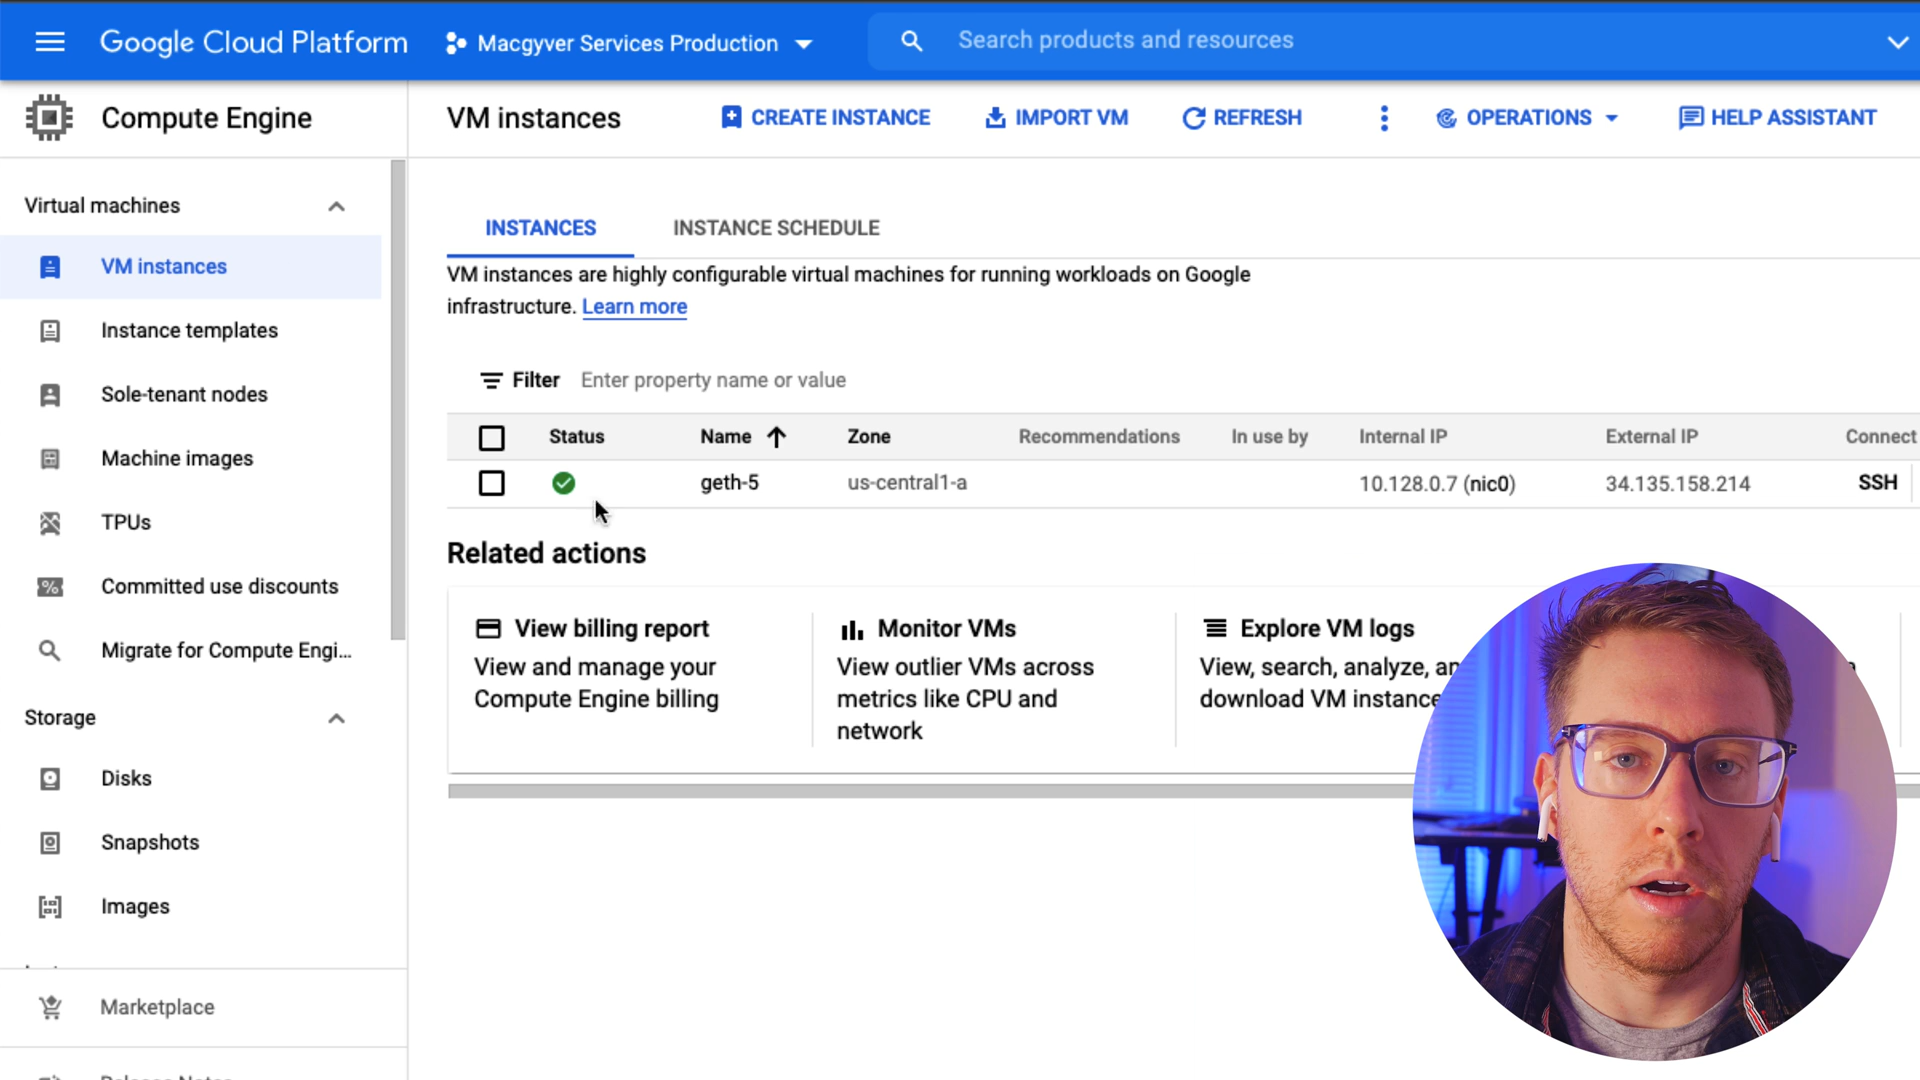 Google Cloud Platform
Macgyver Services Production
Search products and resources
Compute Engine
VM instances
CREATE INSTANCE
IMPORT VM
REFRESH
OPERATIONS
HELP ASSISTANT
Virtual machines
VM instances
Instance templates
Sole-tenant nodes
Machine images
TPUs
Committed use discounts
Migrate for Compute Engi...
Storage
Disks
Snapshots
Images
Marketplace
INSTANCES
INSTANCE SCHEDULE
VM instances are highly configurable virtual machines for running workloads on Google
infrastructure. Learn more
Filter Enter property name or value
Status Name Zone Recommendations In use by Internal IP External IP Connect
geth-5 us-central1-a 10.128.0.7 (nic0) 34.135.158.214 SSH
Related actions
View billing report
View and manage your
Compute Engine billing
Monitor VMs
View outlier VMs across
metrics like CPU and
network
Explore VM logs
View, search, analyze,
download VM instance